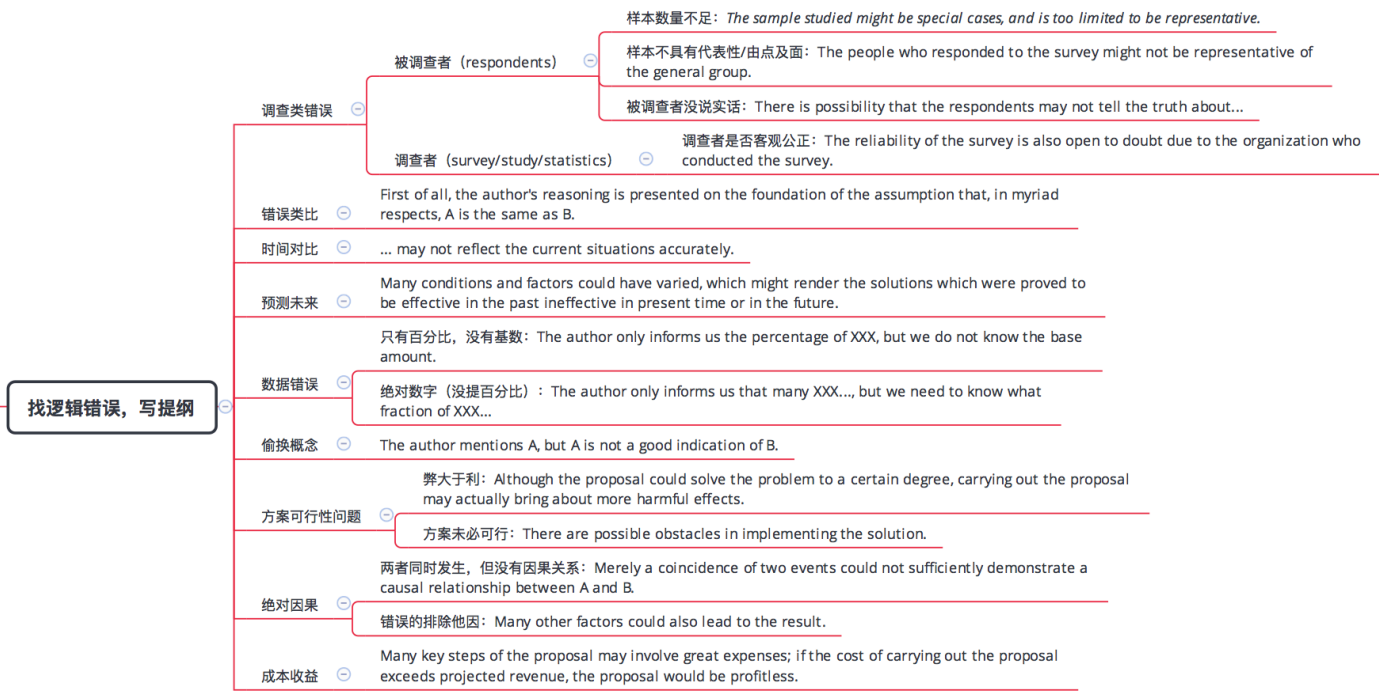 找逻辑错误，写提纲
调查类错误
被调查者（respondents）
样本数量不足：The sample studied might be special cases, and is too limited to be representative.
样本不具有代表性/由点及面：The people who responded to the survey might not be representative of
the general group.
被调查者没说实话：There is possibility that the respondents may not tell the truth about...
调查者（survey/study/statistics）
调查者是否客观公正：The reliability of the survey is also open to doubt due to the organization who
conducted the survey.
错误类比
First of all, the author's reasoning is presented on the foundation of the assumption that, in myriad
respects, A is the same as B.
时间对比
... may not reflect the current situations accurately.
预测未来
Many conditions and factors could have varied, which might render the solutions which were proved to
be effective in the past ineffective in present time or in the future.
数据错误
只有百分比，没有基数：The author only informs us the percentage of XXX, but we do not know the base
amount.
绝对数字（没提百分比）：The author only informs us that many XXX..., but we need to know what
fraction of XXX...
偷换概念
The author mentions A, but A is not a good indication of B.
方案可行性问题
弊大于利：Although the proposal could solve the problem to a certain degree, carrying out the proposal
may actually bring about more harmful effects.
方案未必可行：There are possible obstacles in implementing the solution.
绝对因果
两者同时发生，但没有因果关系：Merely a coincidence of two events could not sufficiently demonstrate a
causal relationship between A and B.
错误的排除他因：Many other factors could also lead to the result.
成本收益
Many key steps of the proposal may involve great expenses; if the cost of carrying out the proposal
exceeds projected revenue, the proposal would be profitless.